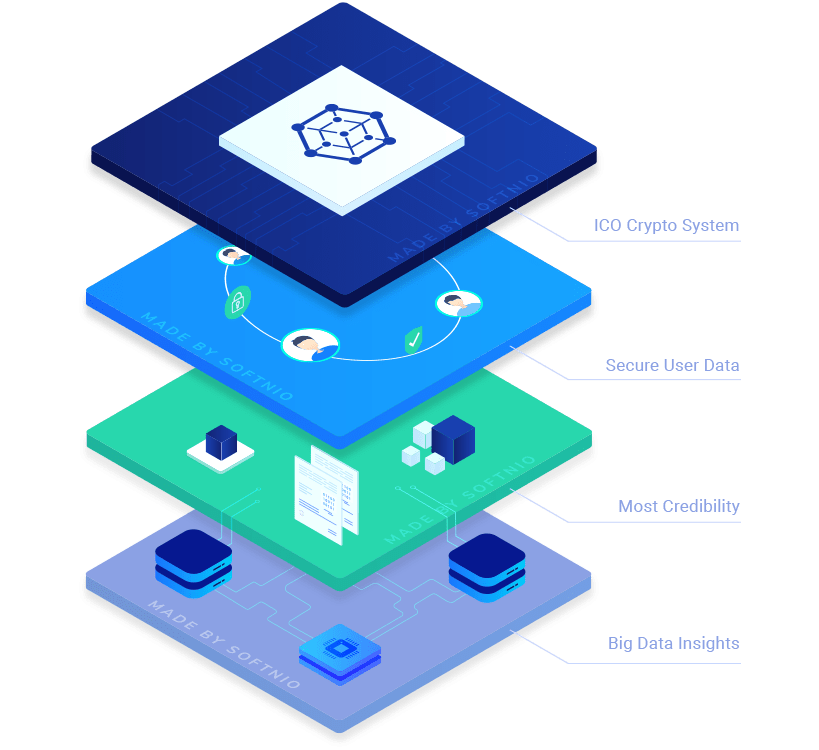 MADE BY SOFTNIO
ICO Crypto System
MADE BY SOFTNIO
Secure User Data
MADE BY SOFTNIO
Most Credibility
MADE BY SOFTNIO
Big Data Insights